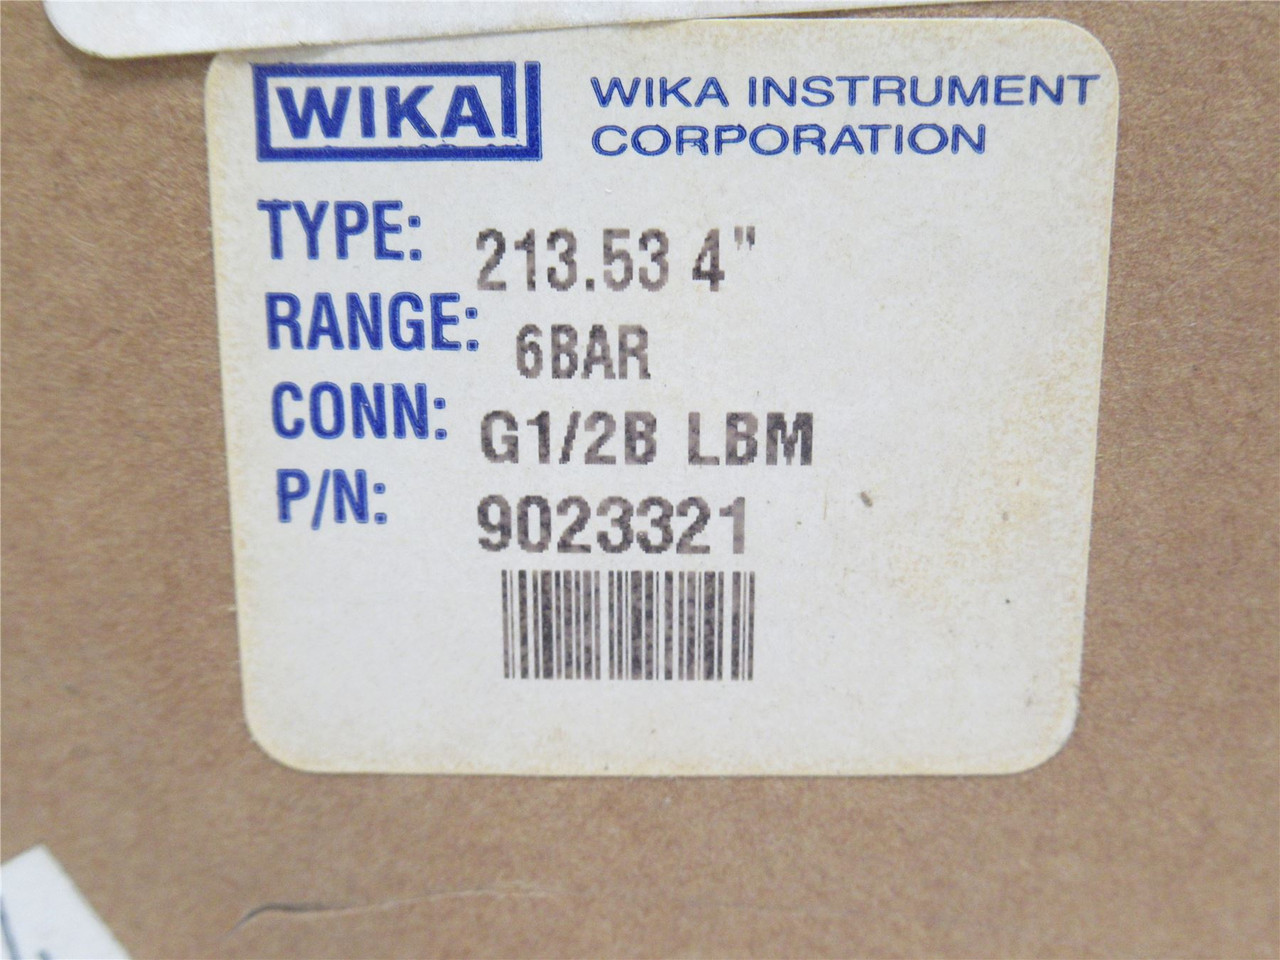 WIKA
WIKA INSTRUMENT
CORPORATION
TYPE: 213.53 4"
RANGE: 6BAR
CONN: G1/2B LBM
P/N: 9023321